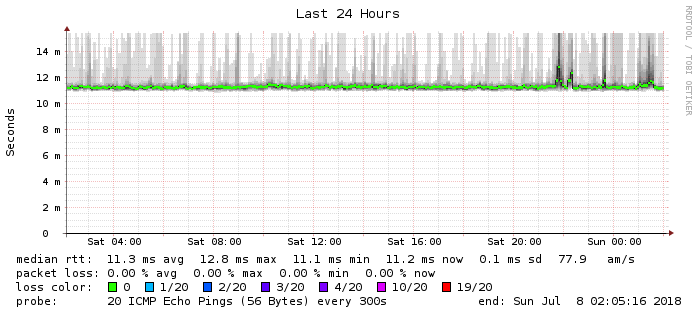 Last 24 Hours
RRDTOOL / TOBI OETIKER
Seconds
14 m
12 m
10 m
8 m
6 m
4 m
2 m
0
Sat 04:00 Sat 08:00 Sat 12:00 Sat 16:00 Sat 20:00 Sun 00:00
median rtt: 11.3 ms avg 12.8 ms max 11.1 ms min 11.2 ms now 0.1 ms sd 77.9 am/s
packet loss: 0.00 % avg 0.00 % max 0.00 % min 0.00 % now
loss color: 0 1/20 2/20 3/20 4/20 10/20 19/20
probe: 20 ICMP Echo Pings (56 Bytes) every 300s end: Sun Jul 8 02:05:16 2018